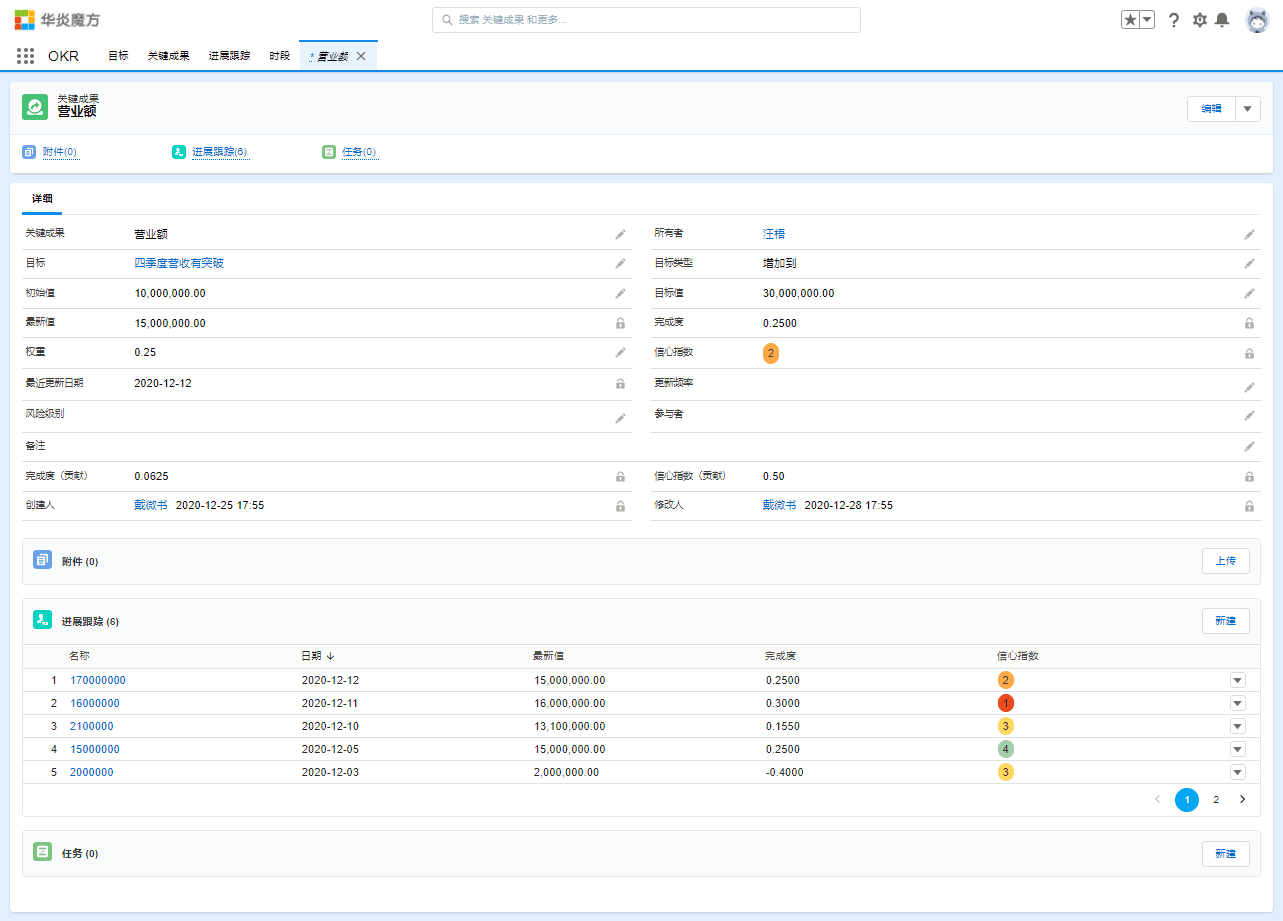 华炎魔方
搜索 关键成果 和更多...
OKR 目标 关键成果 进展跟踪 时段 * 营业额
关键成果
营业额
编辑
附件(0) 进展跟踪(6) 任务(0)
详细
关键成果 营业额 所有者 汪梧
目标 四季度营收有突破 目标类型 增加到
初始值 10,000,000.00 目标值 30,000,000.00
最新值 15,000,000.00 完成度 0.2500
权重 0.25 信心指数 2
最近更新日期 2020-12-12 更新频率
风险级别 参与者
备注
完成度（贡献） 0.0625 信心指数（贡献） 0.50
创建人 戴微书 2020-12-25 17:55 修改人 戴微书 2020-12-28 17:55
附件 (0) 上传
进展跟踪 (6) 新建
名称 日期 最新值 完成度 信心指数
1 170000000 2020-12-12 15,000,000.00 0.2500 2
2 16000000 2020-12-11 16,000,000.00 0.3000 1
3 2100000 2020-12-10 13,100,000.00 0.1550 3
4 15000000 2020-12-05 15,000,000.00 0.2500 4
5 2000000 2020-12-03 2,000,000.00 -0.4000 3
1 2
任务 (0) 新建